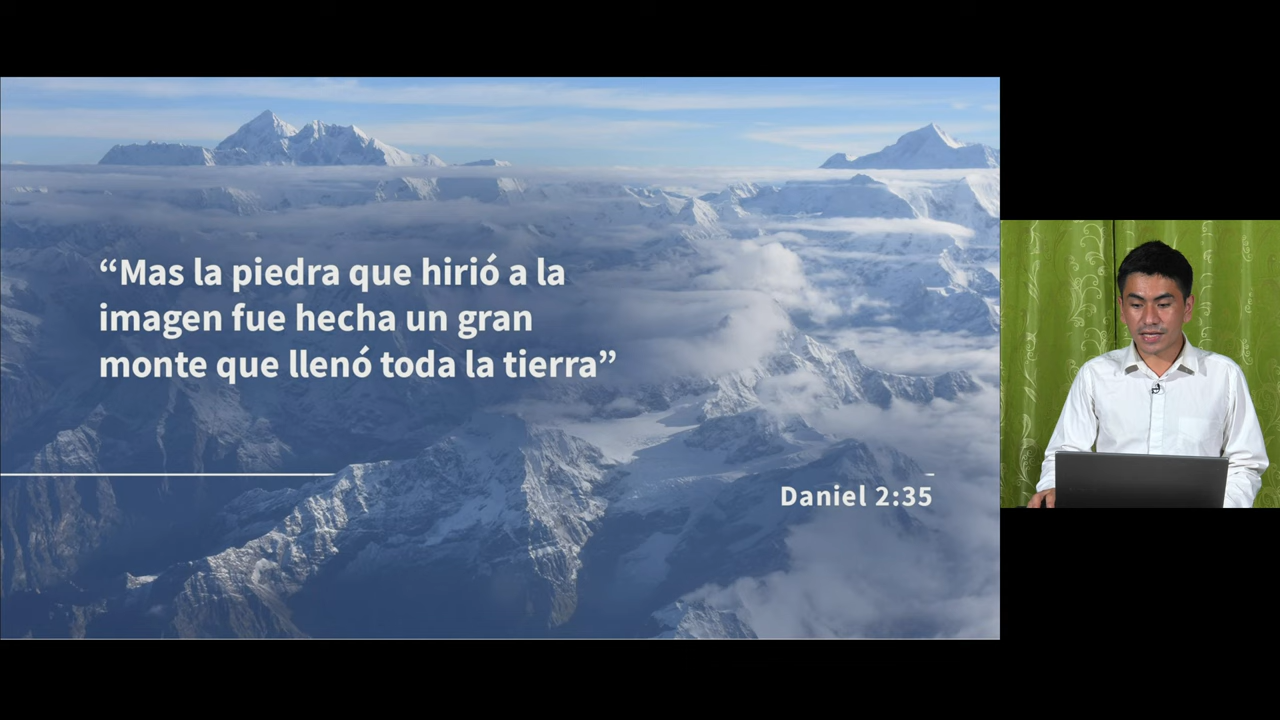 “Mas la piedra que hirió a la
imagen fue hecha un gran
monte que llenó toda la tierra”
Daniel 2:35